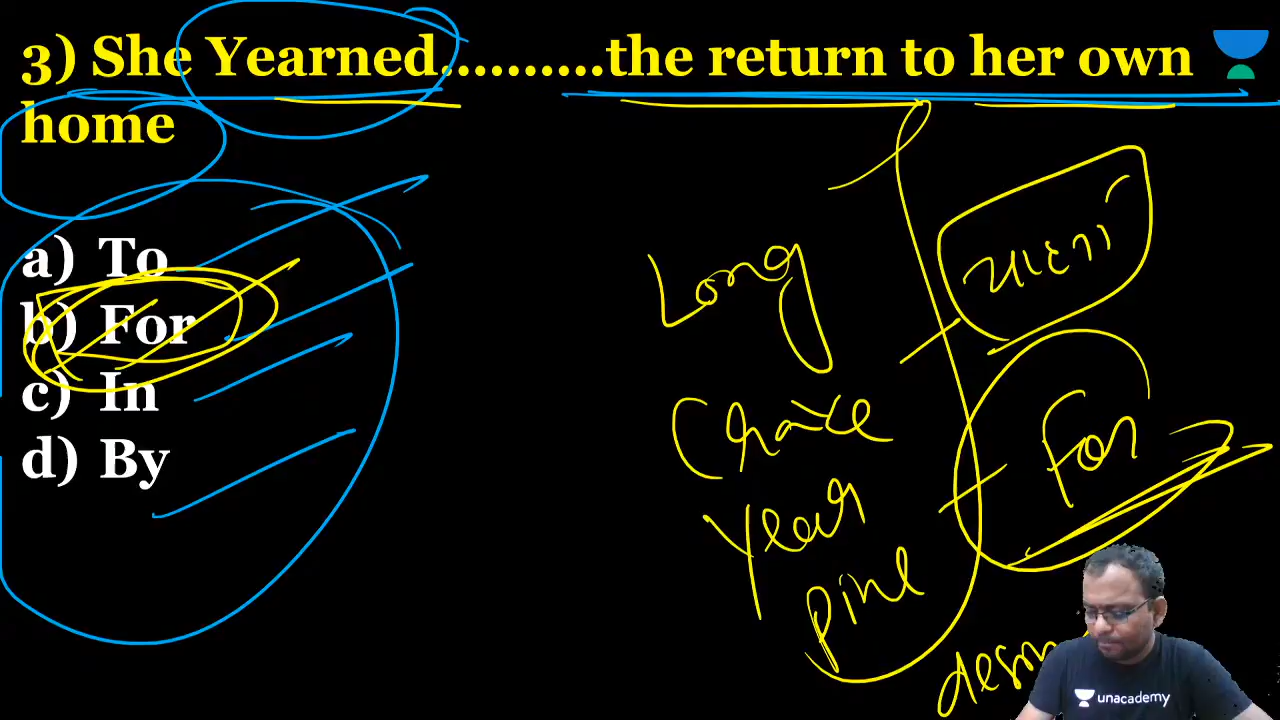 3) She Yearned..........the return to her own
home
a) To
b) For
c) In
d) By
Long
चाहना
Crave
For
Year
pine
unacademy